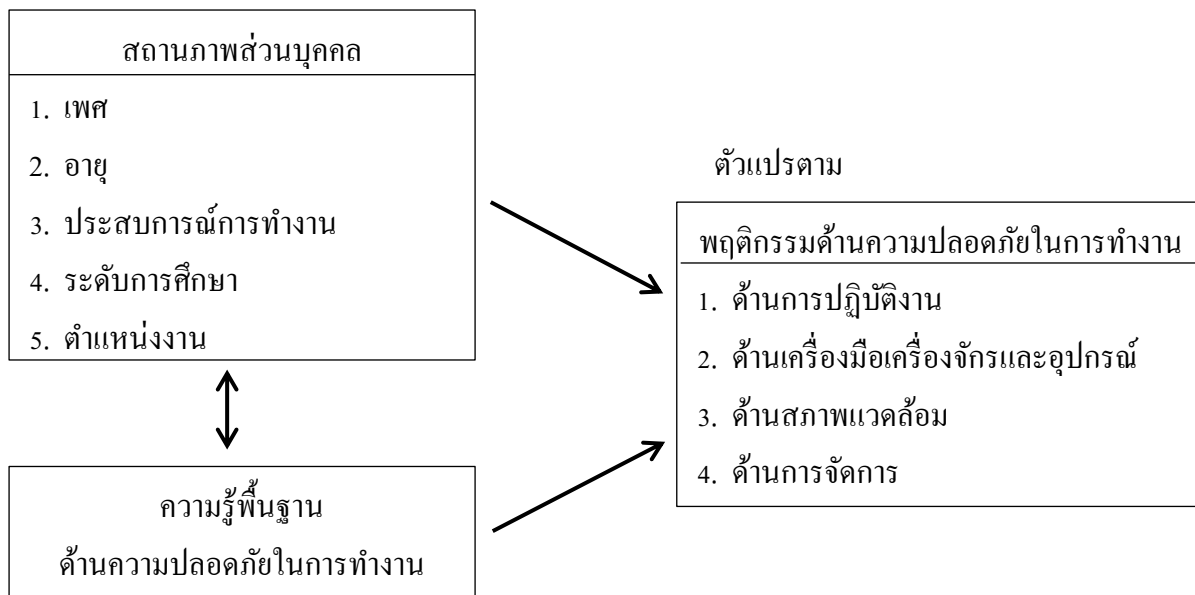 สถานภาพส่วนบุคคล
1. เพศ
2. อายุ
3. ประสบการณ์การทำงาน
4. ระดับการศึกษา
5. ตำแหน่งงาน
ความรู้พื้นฐาน
ด้านความปลอดภัยในการทำงาน
ตัวแปรตาม
พฤติกรรมด้านความปลอดภัยในการทำงาน
1. ด้านการปฏิบัติงาน
2. ด้านเครื่องมือเครื่องจักรและอุปกรณ์
3. ด้านสภาพแวดล้อม
4. ด้านการจัดการ